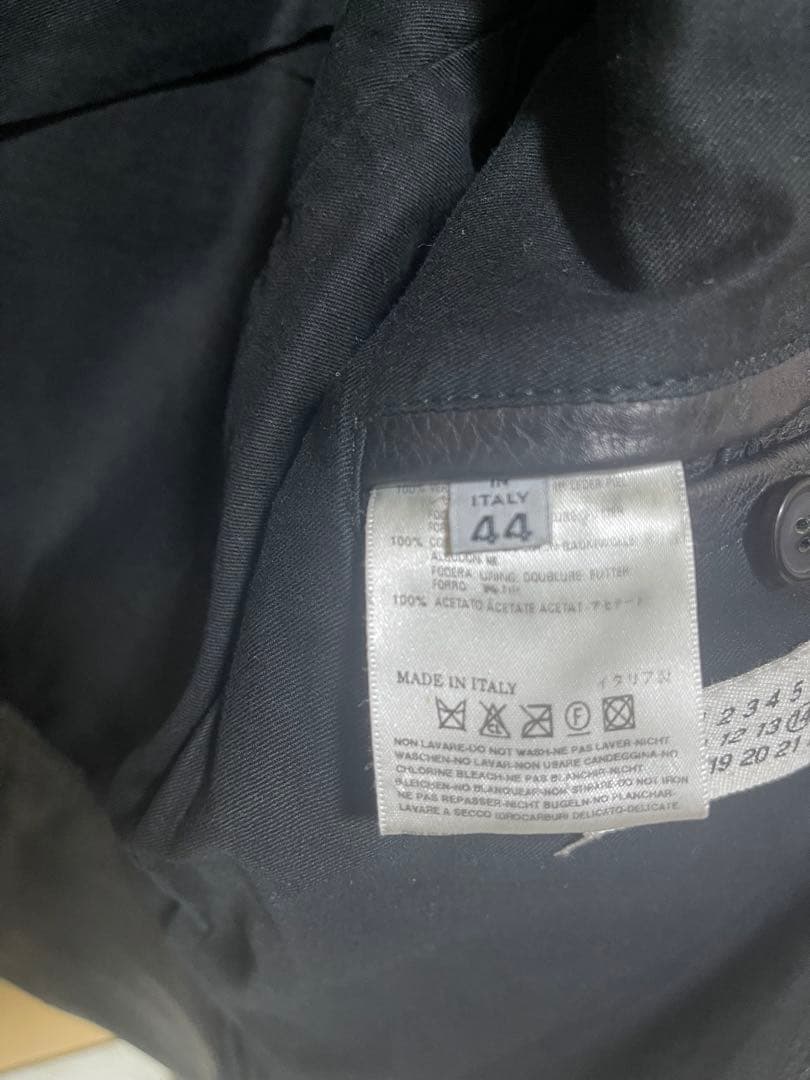 IN
ITALY
44
100%
LEDER PIEL
100%
FODERA LINING DOUBLURE FUTTER
FORRO
100% ACETATO ACETATE ACETAT アセテート
MADE IN ITALY イタリア製
NON LAVARE-DO NOT WASH-NE PAS LAVER-NICHT
WASCHEN-NO LAVAR-NON USARE CANDEGGINA-NO
CHLORINE BLEACH-NE PAS BLANCHIR-NICHT
BLEICHEN-NO BLANQUEAR-NON STIRARE-DO NOT IRON
NE PAS REPASSER-NICHT BUGELN-NO PLANCHAR-
LAVARE A SECCO IDROCARBURI DELICATO-DELICATE
2 3 4 5
12 13 14
19 20 21